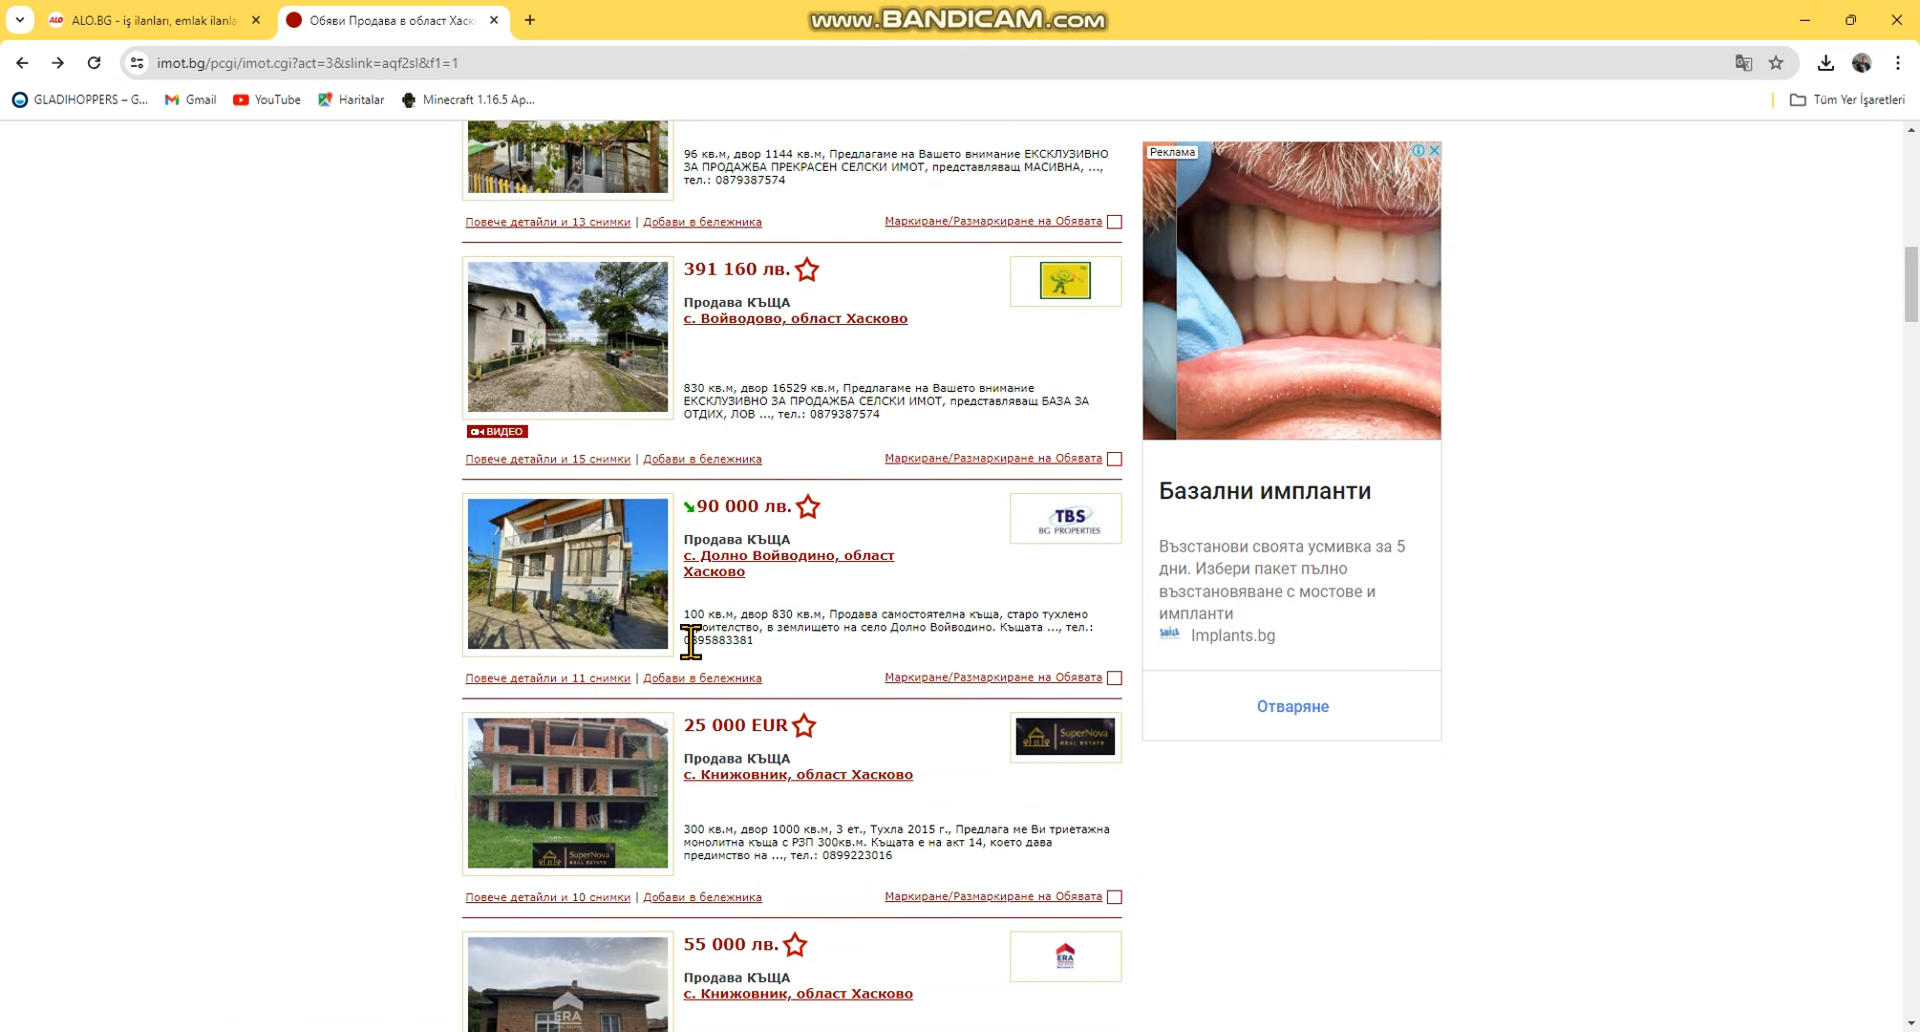 ALO.BG - iş ilanları, emlak ilanla
Обяви Продава в област Хаск
www.BANDICAM.com
imot.bg/pcgi/imot.cgi?act=3&slink=aqf2sl&f1=1
GLADIHOPPERS – G...
Gmail
YouTube
Haritalar
Minecraft 1.16.5 Ap...
Tüm Yer İşaretleri
96 кв.м, двор 1144 кв.м, Предлагаме на Вашето внимание ЕКСКЛУЗИВНО
ЗА ПРОДАЖБА ПРЕКРАСЕН СЕЛСКИ ИМОТ, представляващ МАСИВНА, ...,
тел.: 0879387574
Повече детайли и 13 снимки | Добави в бележника
Маркиране/Размаркиране на Обявата
391 160 лв.
Продава КЪЩА
с. Войводово, област Хасково
830 кв.м, двор 16529 кв.м, Предлагаме на Вашето внимание
ЕКСКЛУЗИВНО ЗА ПРОДАЖБА СЕЛСКИ ИМОТ, представляващ БАЗА ЗА
ОТДИХ, ЛОВ ..., тел.: 0879387574
ВИДЕО
Повече детайли и 15 снимки | Добави в бележника
Маркиране/Размаркиране на Обявата
90 000 лв.
TBS
BG PROPERTIES
Продава КЪЩА
с. Долно Войводино, област
Хасково
100 кв.м, двор 830 кв.м, Продава самостоятелна къща, старо тухлено
в землището на село Долно Войводино. Къщата ..., тел.:
0895883381
Повече детайли и 11 снимки | Добави в бележника
Маркиране/Размаркиране на Обявата
25 000 EUR
SuperNova
REAL ESTATE
Продава КЪЩА
с. Книжовник, област Хасково
300 кв.м, двор 1000 кв.м, 3 ет., Тухла 2015 г., Предлага ме Ви триетажна
монолитна къща с РЗП 300кв.м. Къщата е на акт 14, което дава
предимство на ..., тел.: 0899223016
SuperNova
REAL ESTATE
Повече детайли и 10 снимки | Добави в бележника
Маркиране/Размаркиране на Обявата
55 000 лв.
ERA
Продава КЪЩА
с. Книжовник, област Хасково
ERA
Реклама
Базални импланти
Възстанови своята усмивка за 5
дни. Избери пакет пълно
възстановяване с мостове и
импланти
Implants.bg
Отваряне